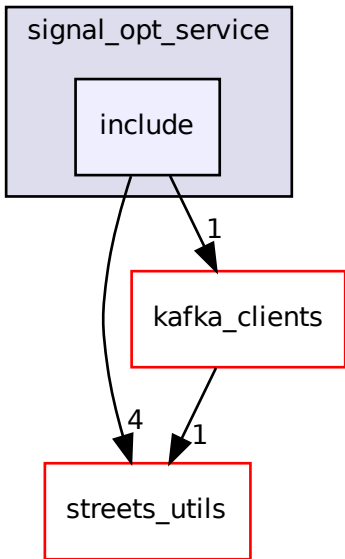 signal_opt_service
include
1
kafka_clients
4
1
streets_utils